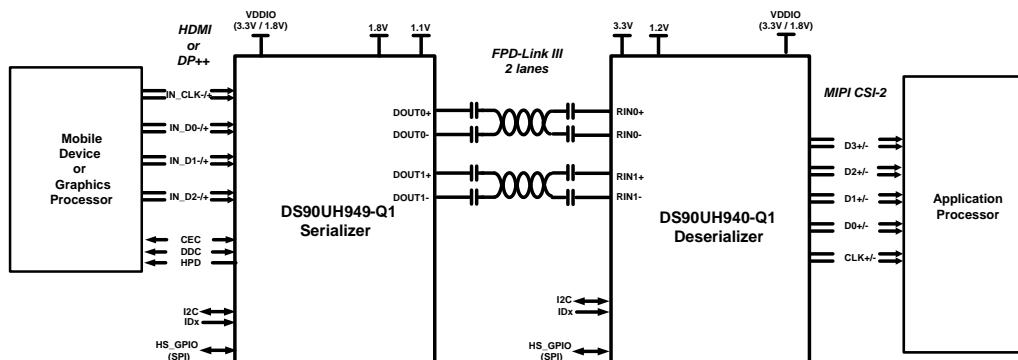 HDMI
or
DP++
VDDIO
(3.3V / 1.8V)
1.8V
1.1V
FPD-Link III
2 lanes
3.3V
1.2V
VDDIO
(3.3V / 1.8V)
MIPI CSI-2
Mobile
Device
or
Graphics
Processor
IN_CLK-/+
IN_D0-/+
IN_D1-/+
IN_D2-/+
CEC
DDC
HPD
I2C
IDx
HS_GPIO
(SPI)
DS90UH949-Q1
Serializer
DOUT0+
DOUT0-
DOUT1+
DOUT1-
RIN0+
RIN0-
RIN1+
RIN1-
DS90UH940-Q1
Deserializer
I2C
IDx
HS_GPIO
(SPI)
D3+/-
D2+/-
D1+/-
D0+/-
CLK+/-
Application
Processor